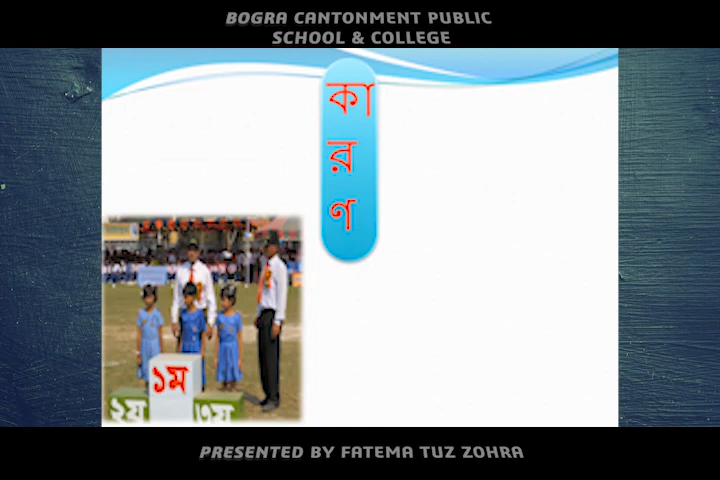 BOGRA CANTONMENT PUBLIC
SCHOOL & COLLEGE
কা
র
ণ
১ম
২য়
৩য়
PRESENTED BY FATEMA TUZ ZOHRA